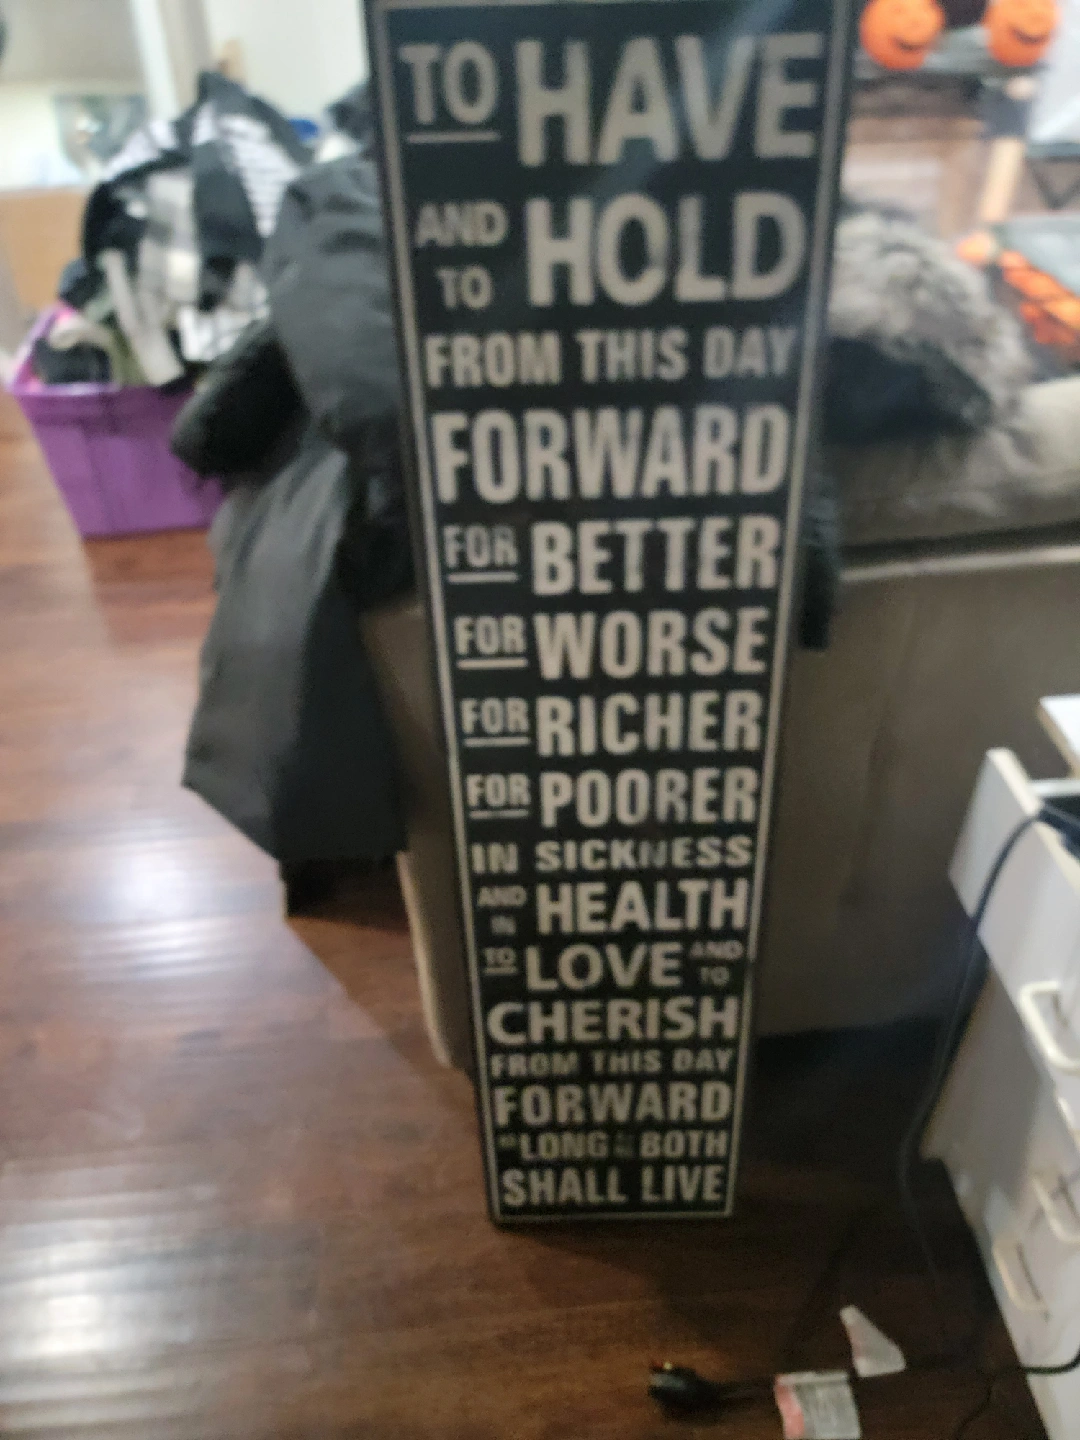 TO HAVE
AND TO HOLD
FROM THIS DAY
FORWARD
FOR BETTER
FOR WORSE
FOR RICHER
FOR POORER
IN SICKNESS
AND IN HEALTH
TO LOVE AND TO
CHERISH
FROM THIS DAY
FORWARD
LONG BOTH
SHALL LIVE